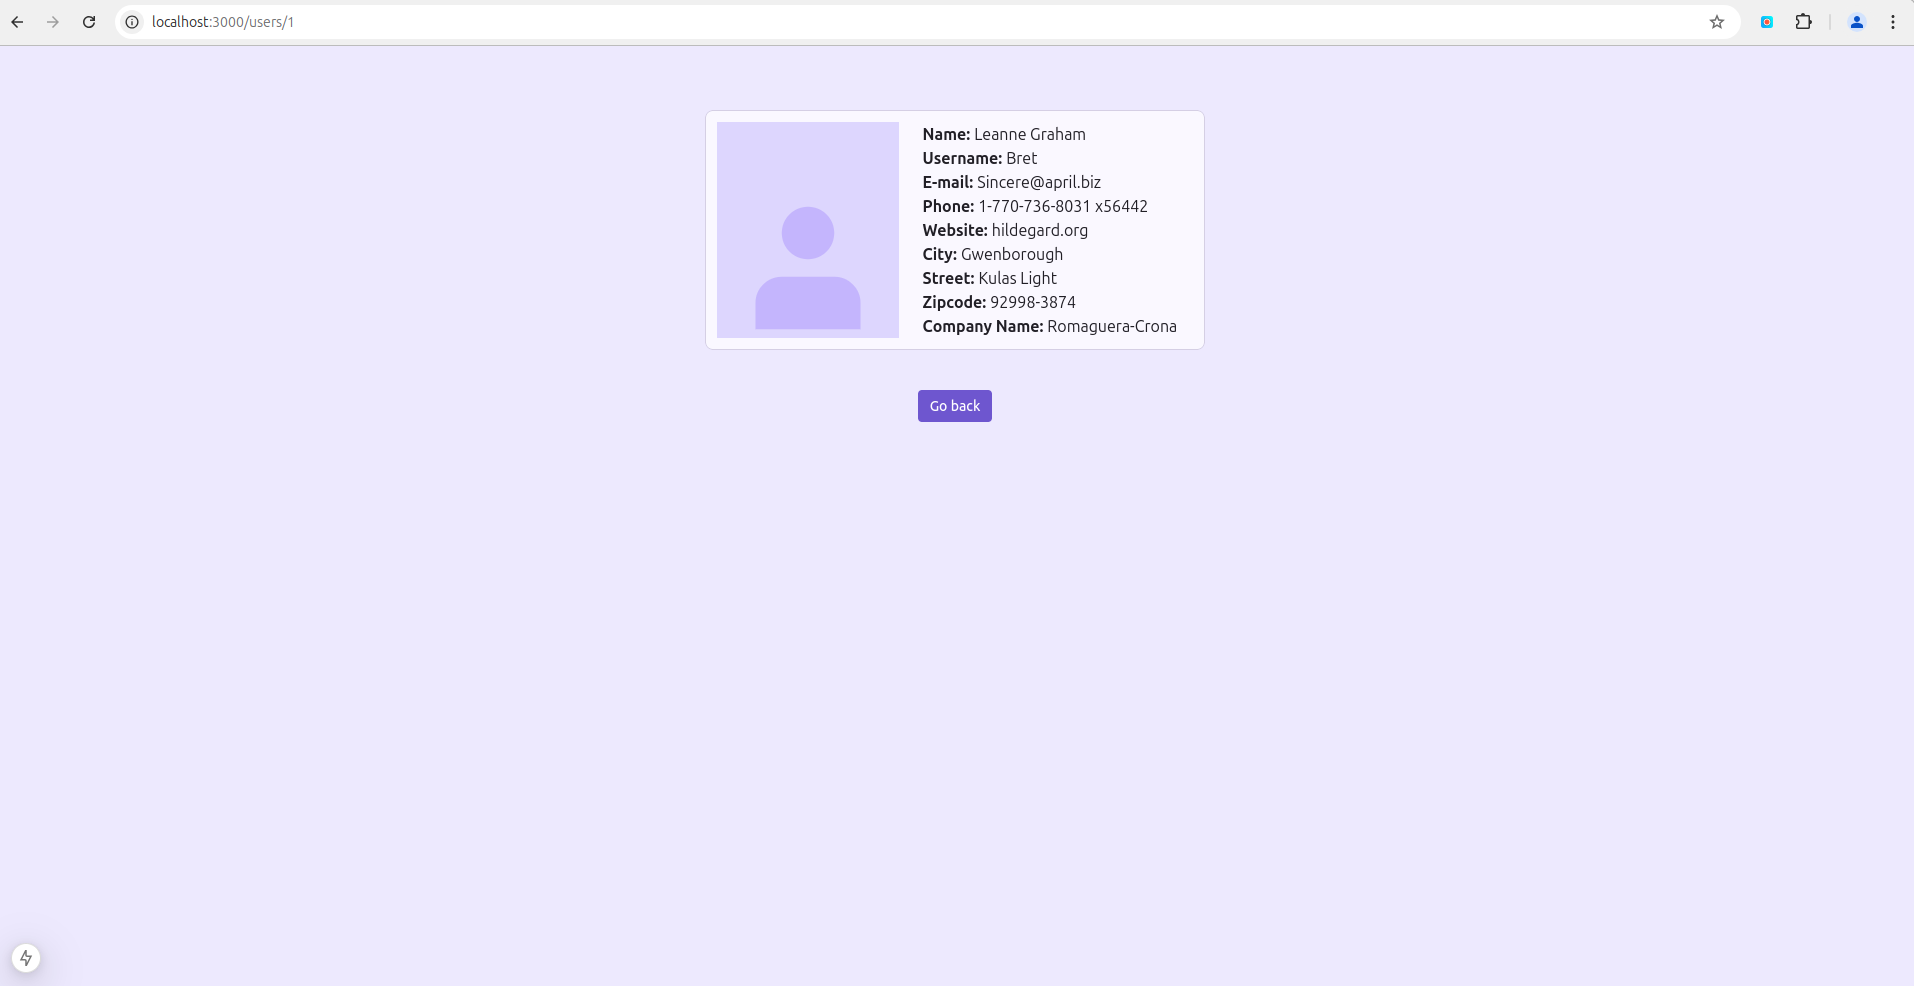 localhost:3000/users/1
Name: Leanne Graham
Username: Bret
E-mail: Sincere@april.biz
Phone: 1-770-736-8031 x56442
Website: hildegard.org
City: Gwenborough
Street: Kulas Light
Zipcode: 92998-3874
Company Name: Romaguera-Crona
Go back